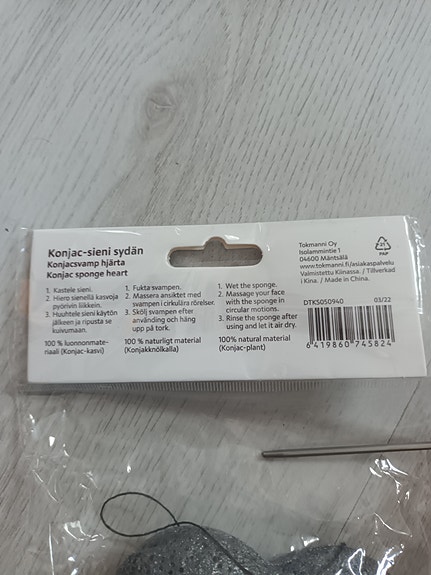 Konjac-sieni sydän
Konjacsvamp hjärta
Konjac sponge heart
1. Kastele sieni.
2. Hiero sienellä kasvoja
pyörivin liikkein.
3. Huuhtele sieni käytön
jälkeen ja ripusta se
kuivumaan.
100 % luonnonmate-
riaali (Konjac-kasvi)
1. Fukta svampen.
2. Massera ansiktet med
svampen i cirkulära rörelser.
3. Skölj svampen efter
användning och häng
upp på tork.
100 % naturligt material
(Konjakknölkalla)
1. Wet the sponge.
2. Massage your face
with the sponge in
circular motions.
3. Rinse the sponge after
using and let it air dry.
100 % natural material
(Konjac-plant)
Tokmanni Oy
Isolammintie 1
04600 Mäntsälä
www.tokmanni.fi/asiakaspalvelu
Valmistettu Kiinassa. / Tillverkad
i Kina. / Made in China.
21
PAP
DTKS050940 03/22
6 419860 745824